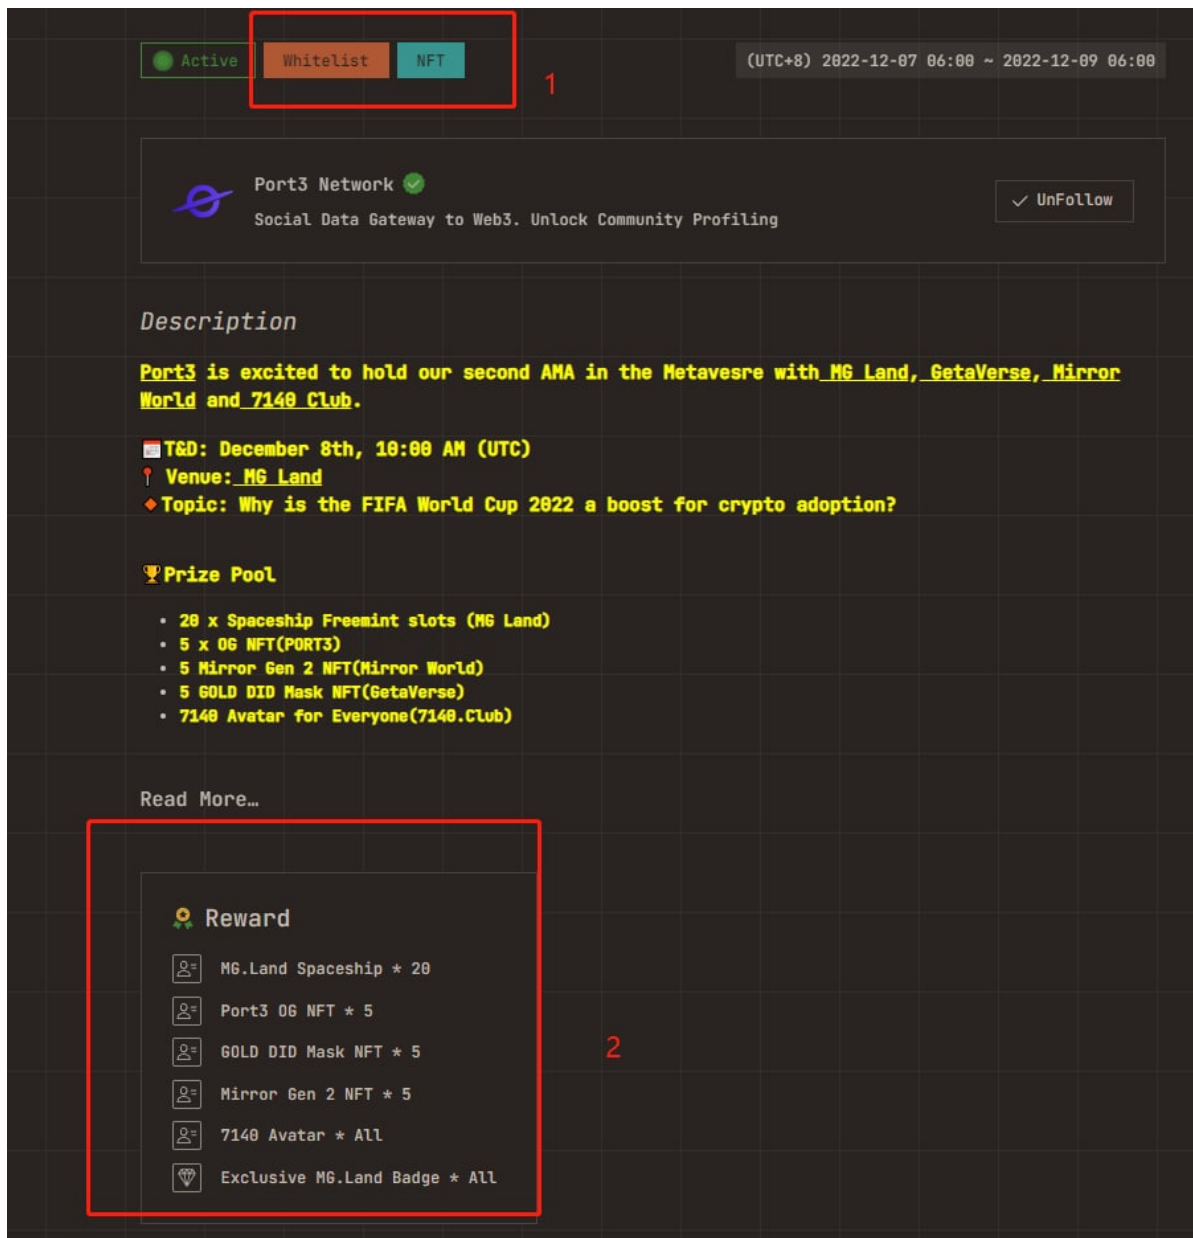 Active Whitelist NFT (UTC+8) 2022-12-07 06:00 ~ 2022-12-09 06:00
1
Port3 Network
Social Data Gateway to Web3. Unlock Community Profiling
UnFollow
Description
Port3 is excited to hold our second AMA in the Metavesre with MG Land, GetaVerse, Mirror
World and 7140 Club.
T&D: December 8th, 10:00 AM (UTC)
Venue: MG Land
Topic: Why is the FIFA World Cup 2022 a boost for crypto adoption?
Prize Pool
• 20 x Spaceship Freemint slots (MG Land)
• 5 x OG NFT(PORT3)
• 5 Mirror Gen 2 NFT(Mirror World)
• 5 GOLD DID Mask NFT(GetaVerse)
• 7140 Avatar for Everyone(7140.Club)
Read More…
Reward
MG.Land Spaceship * 20
Port3 OG NFT * 5
GOLD DID Mask NFT * 5
2
Mirror Gen 2 NFT * 5
7140 Avatar * All
Exclusive MG.Land Badge * All